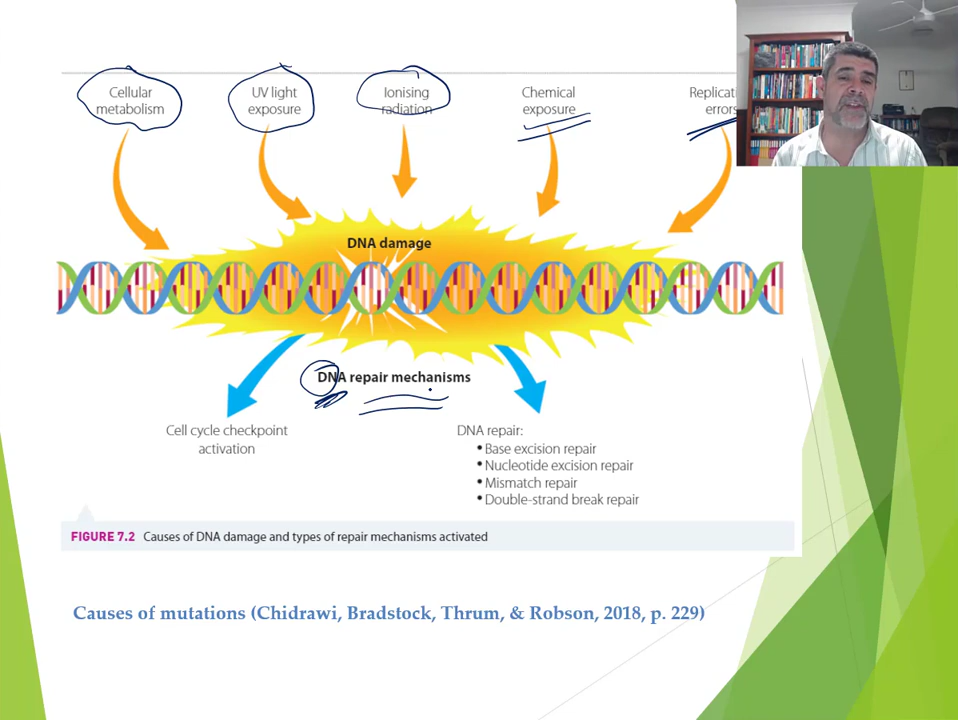 Cellular metabolism
UV light exposure
Ionising radiation
Chemical exposure
errors
DNA damage
DNA repair mechanisms
Cell cycle checkpoint
activation
DNA repair:
• Base excision repair
• Nucleotide excision repair
• Mismatch repair
• Double-strand break repair
FIGURE 7.2 Causes of DNA damage and types of repair mechanisms activated
Causes of mutations (Chidrawi, Bradstock, Thrum, & Robson, 2018, p. 229)